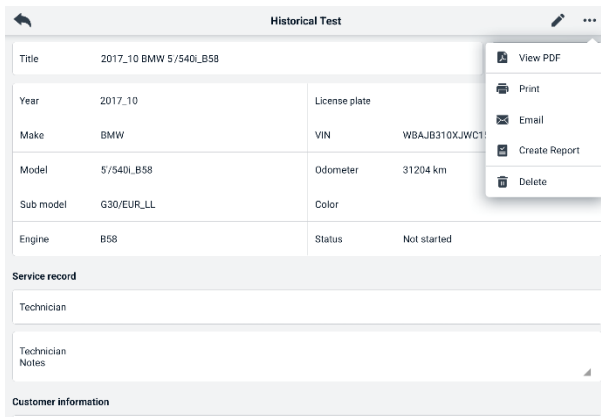 Historical Test
Title 2017_10 BMW 5'/540i_B58
View PDF
Print
Email
Create Report
Delete
Year 2017_10 License plate
Make BMW VIN
Model 5'/540i_B58 Odometer 31204 km
Sub model G30/EUR_LL Color
Engine B58 Status Not started
Service record
Technician
Technician
Notes
Customer information